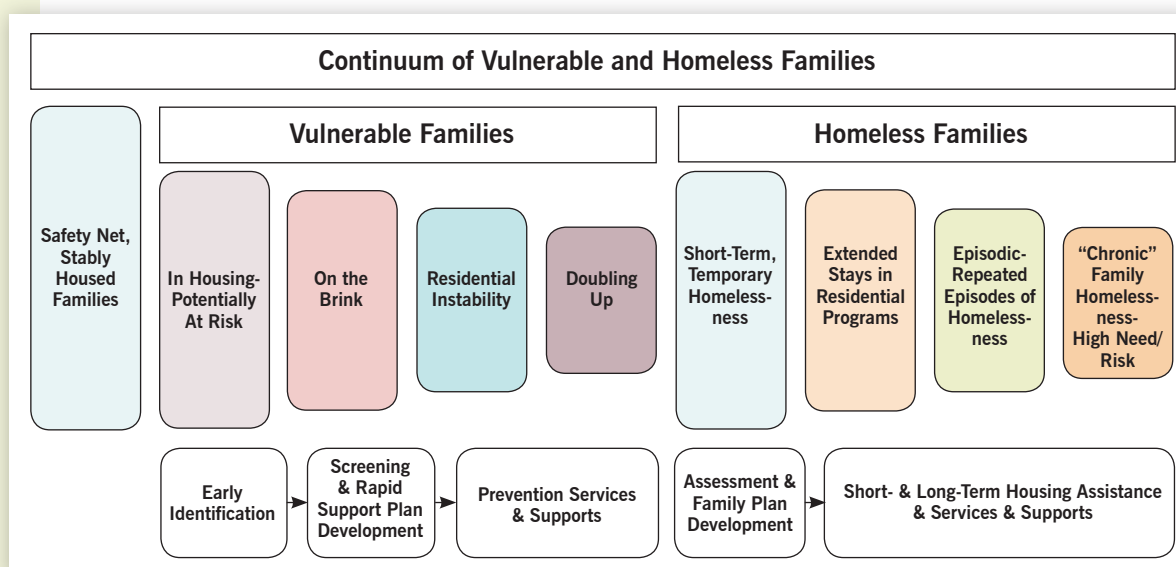 Continuum of Vulnerable and Homeless Families
Vulnerable Families
Homeless Families
Safety Net,
Stably
Housed
Families
In Housing-
Potentially
At Risk
On the
Brink
Residential
Instability
Doubling
Up
Short-Term,
Temporary
Homeless-
ness
Extended
Stays in
Residential
Programs
Episodic-
Repeated
Episodes of
Homeless-
ness
“Chronic”
Family
Homeless-
ness-
High Need/
Risk
Early
Identification
Screening
& Rapid
Support Plan
Development
Prevention Services
& Supports
Assessment &
Family Plan
Development
Short- & Long-Term Housing Assistance
& Services & Supports